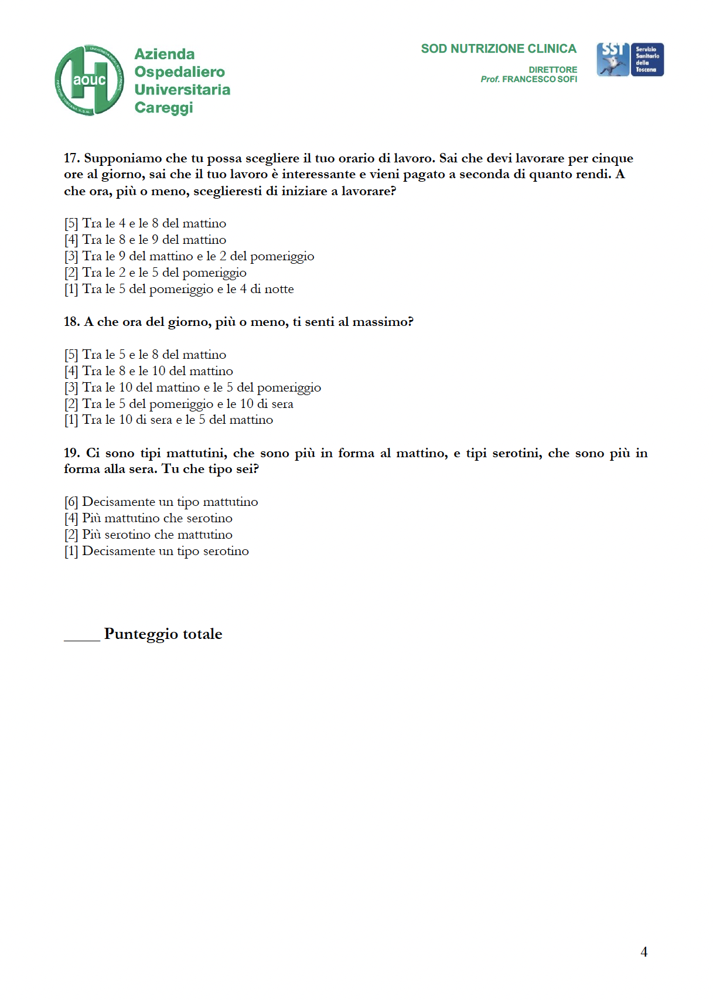 aouc
UNIVERSITÀ DEGLI STUDI FIRENZE
REGIONE TOSCANA S.S.N.
Azienda
Ospedaliero
Universitaria
Careggi
SOD NUTRIZIONE CLINICA
DIRETTORE
Prof. FRANCESCO SOFI
SST
Servizio
Sanitario
della
Toscana
17. Supponiamo che tu possa scegliere il tuo orario di lavoro. Sai che devi lavorare per cinque
ore al giorno, sai che il tuo lavoro è interessante e vieni pagato a seconda di quanto rendi. A
che ora, più o meno, sceglieresti di iniziare a lavorare?
[5] Tra le 4 e le 8 del mattino
[4] Tra le 8 e le 9 del mattino
[3] Tra le 9 del mattino e le 2 del pomeriggio
[2] Tra le 2 e le 5 del pomeriggio
[1] Tra le 5 del pomeriggio e le 4 di notte
18. A che ora del giorno, più o meno, ti senti al massimo?
[5] Tra le 5 e le 8 del mattino
[4] Tra le 8 e le 10 del mattino
[3] Tra le 10 del mattino e le 5 del pomeriggio
[2] Tra le 5 del pomeriggio e le 10 di sera
[1] Tra le 10 di sera e le 5 del mattino
19. Ci sono tipi mattutini, che sono più in forma al mattino, e tipi serotini, che sono più in
forma alla sera. Tu che tipo sei?
[6] Decisamente un tipo mattutino
[4] Più mattutino che serotino
[2] Più serotino che mattutino
[1] Decisamente un tipo serotino
____ Punteggio totale
4